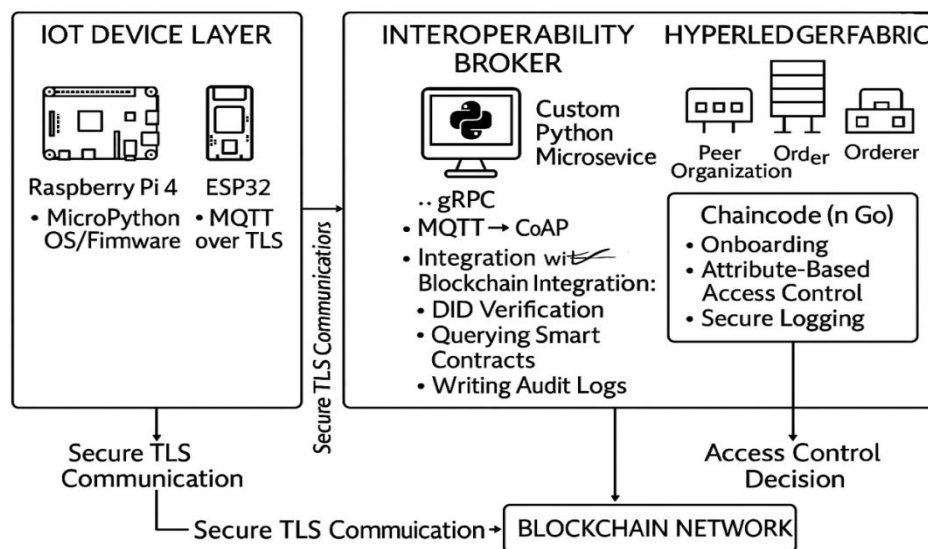 IOT DEVICE LAYER
Raspberry Pi 4
• MicroPython
OS/Fimmware
ESP32
• MQTT
over TLS
Secure TLS Communications
INTEROPERABILITY
BROKER
Custom
Python
Microsevice
.. gRPC
• MQTT → CoAP
• Integration with
Blockchain Integration:
• DID Verification
• Querying Smart
Contracts
• Writing Audit Logs
HYPERLEDGERFABRIC
Peer
Organization
Order
Orderer
Chaincode (n Go)
• Onboarding
• Attribute-Based
Access Control
• Secure Logging
Secure TLS
Communication
Access Control
Decision
Secure TLS Commuication
BLOCKCHAIN NETWORK